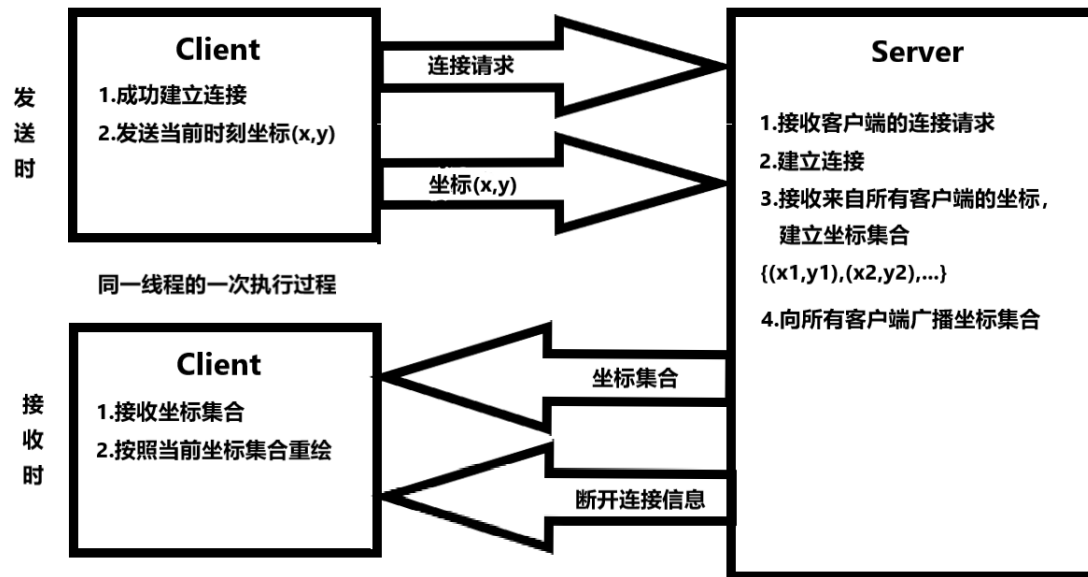 发送时
Client
1.成功建立连接
2.发送当前时刻坐标(x,y)
连接请求
坐标(x,y)
同一线程的一次执行过程
接收时
Client
1.接收坐标集合
2.按照当前坐标集合重绘
坐标集合
断开连接信息
Server
1.接收客户端的连接请求
2.建立连接
3.接收来自所有客户端的坐标，
建立坐标集合
{(x1,y1),(x2,y2),...}
4.向所有客户端广播坐标集合